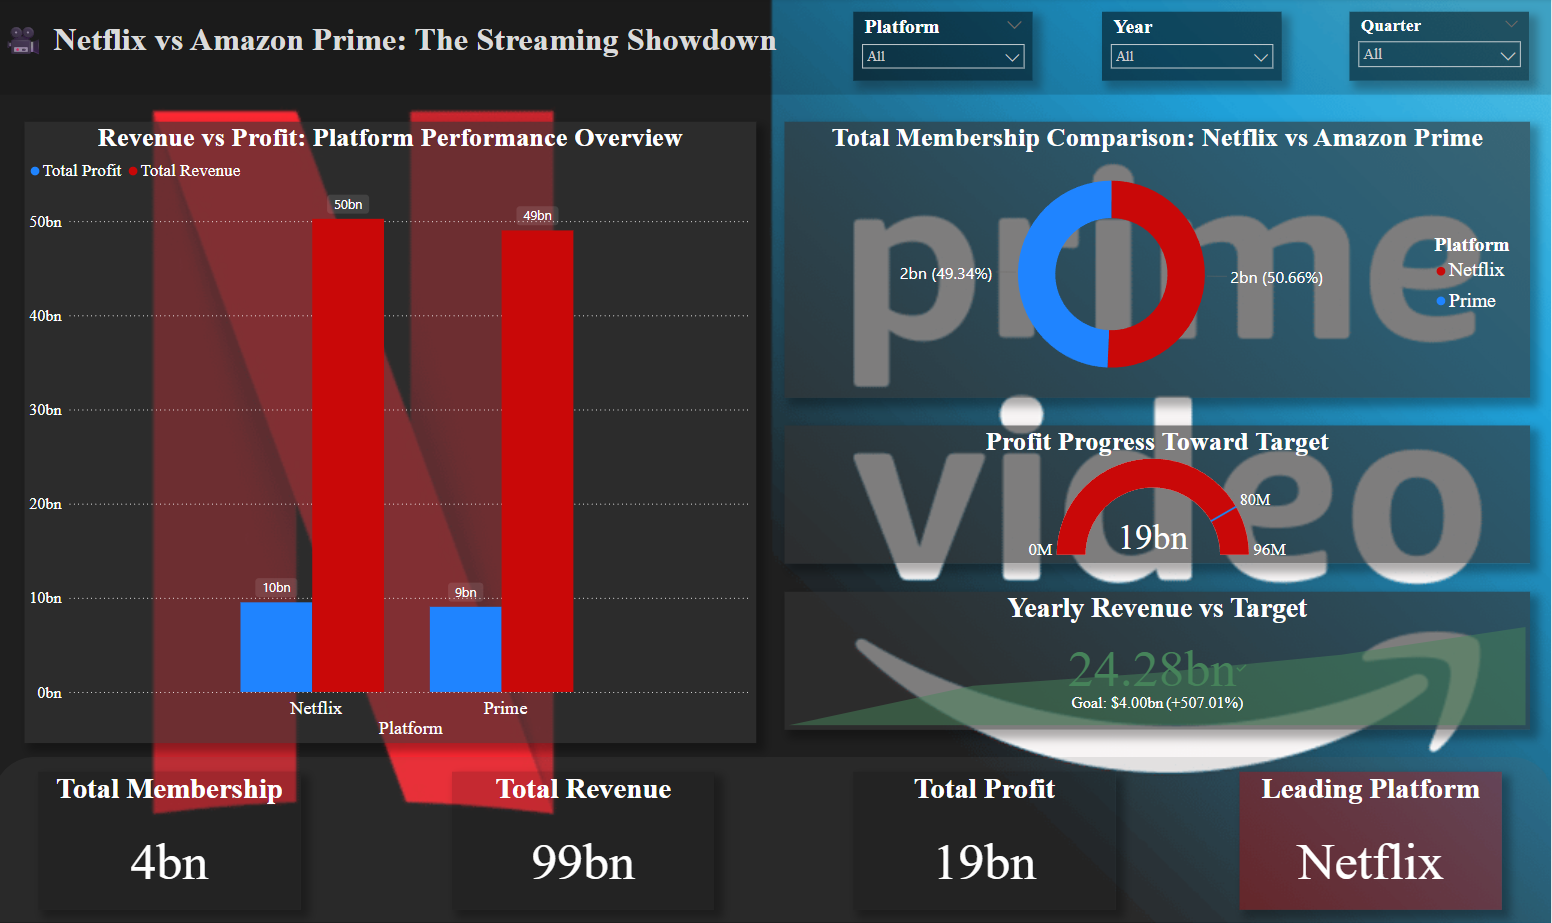 Netflix vs Amazon Prime: The Streaming Showdown
Platform
All
Year
All
Quarter
All
Revenue vs Profit: Platform Performance Overview
Total Profit Total Revenue
50bn
40bn
30bn
20bn
10bn
0bn
50bn
49bn
10bn
9bn
Netflix
Prime
Platform
Total Membership Comparison: Netflix vs Amazon Prime
2bn (49.34%)
2bn (50.66%)
Platform
Netflix
Prime
prime
video
Profit Progress Toward Target
80M
19bn
0M
96M
Yearly Revenue vs Target
24.28bn
Goal: $4.00bn (+507.01%)
Total Membership
4bn
Total Revenue
99bn
Total Profit
19bn
Leading Platform
Netflix